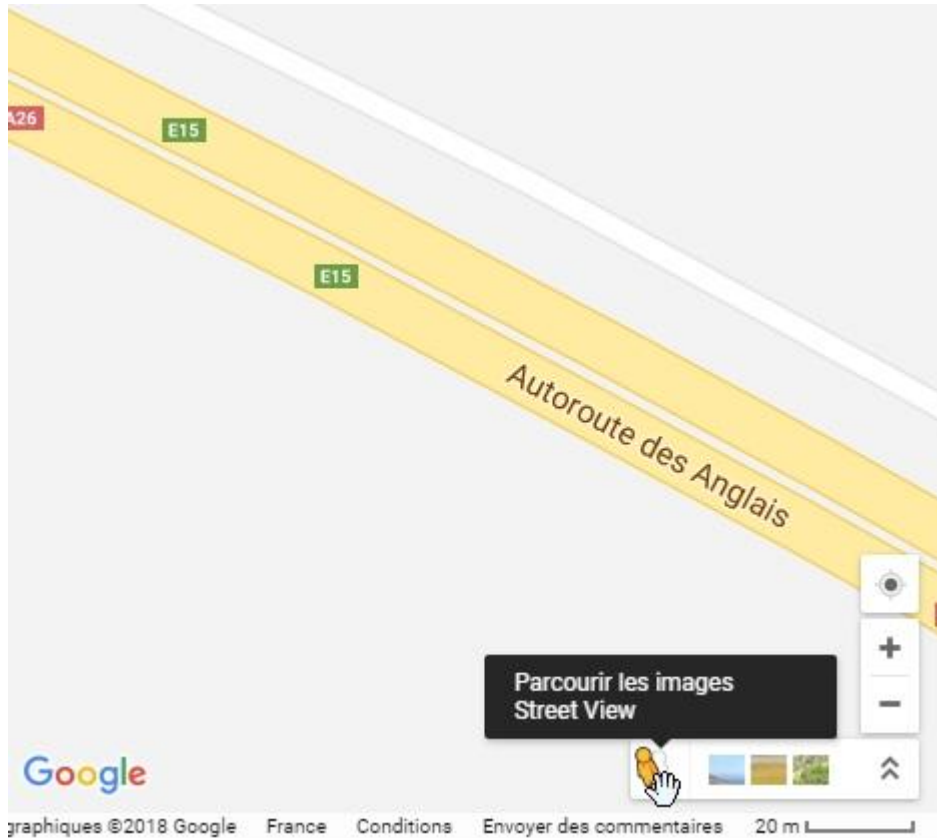 A26
E15
E15
Autoroute des Anglais
Parcourir les images
Street View
Google
graphiques ©2018 Google France Conditions Envoyer des commentaires 20 m